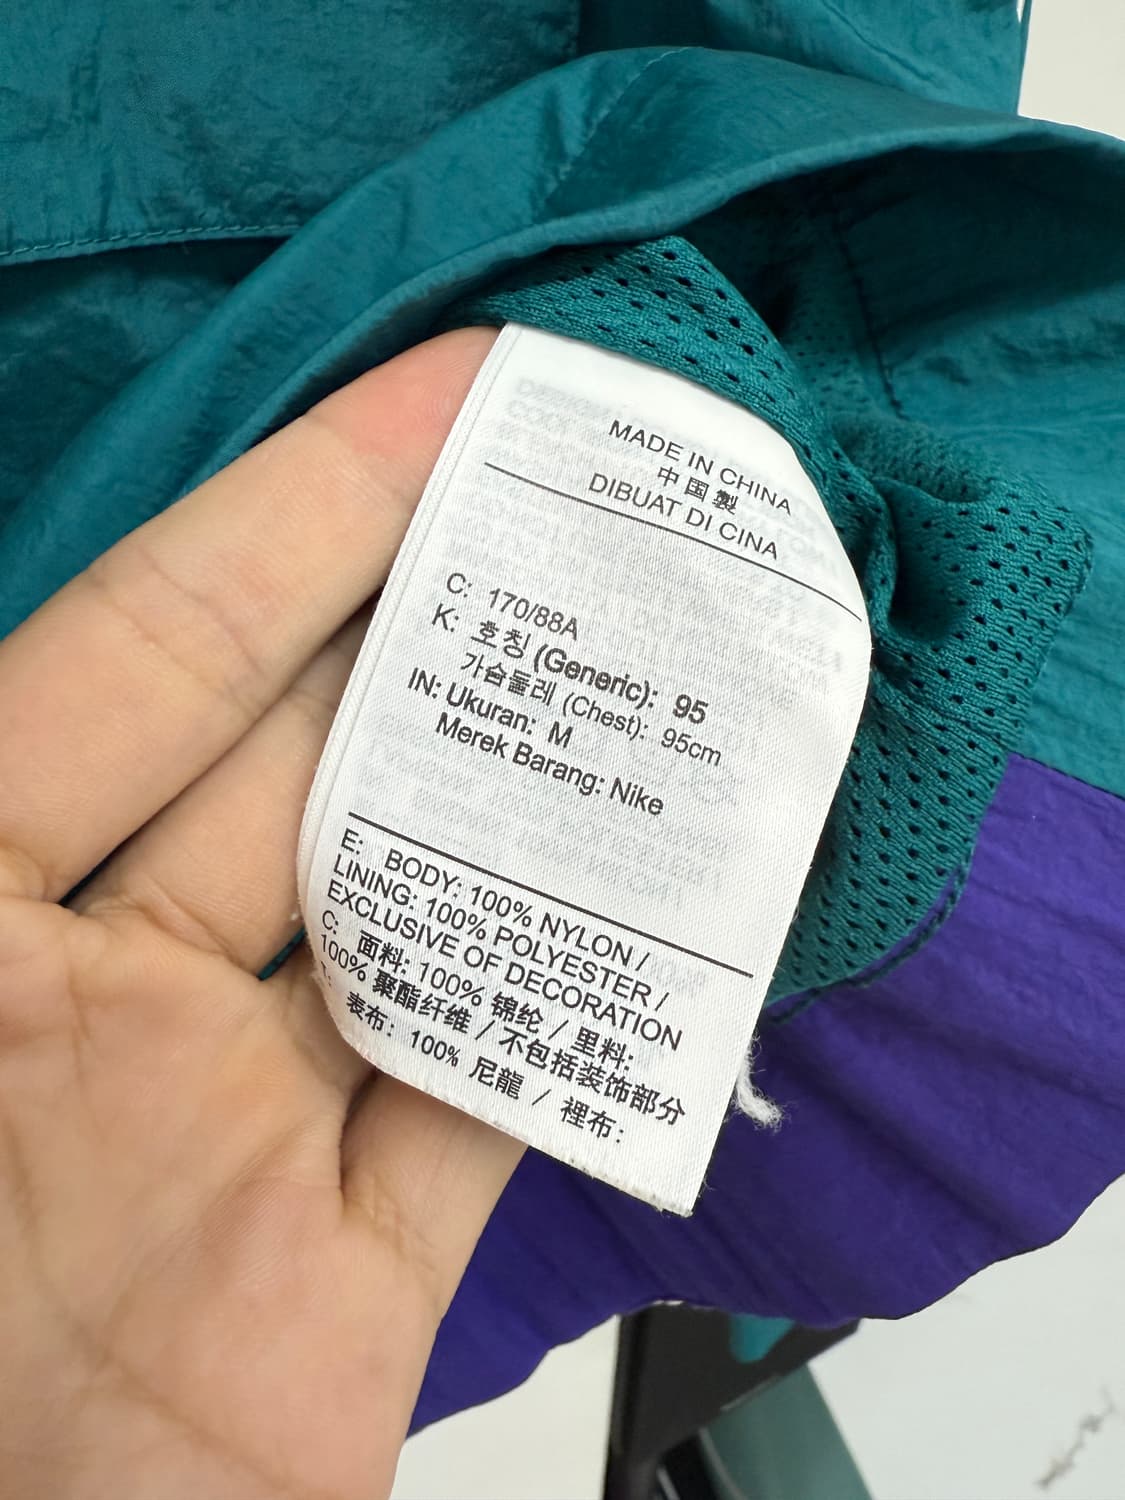 MADE IN CHINA
中国製
DIBUAT DI CINA
C: 170/88A
K: 호칭 (Generic): 95
가슴둘레 (Chest): 95cm
IN: Ukuran: M
Merek Barang: Nike
E: BODY: 100% NYLON /
LINING: 100% POLYESTER /
EXCLUSIVE OF DECORATION
C: 面料: 100% 锦纶 / 里料:
100% 聚酯纤维 / 不包括装饰部分
表布: 100% 尼龍 / 裡布: